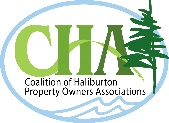 CHA
Coalition of Haliburton
Property Owners Associations